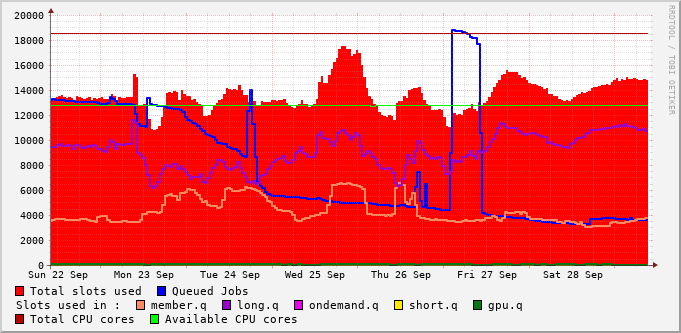 20000
18000
16000
14000
12000
10000
8000
6000
4000
2000
0
Sun 22 Sep Mon 23 Sep Tue 24 Sep Wed 25 Sep Thu 26 Sep Fri 27 Sep Sat 28 Sep
Total slots used Queued Jobs
Slots used in : member.q long.q ondemand.q short.q gpu.q
Total CPU cores Available CPU cores
RRDTOOL / TOBI OETIKER